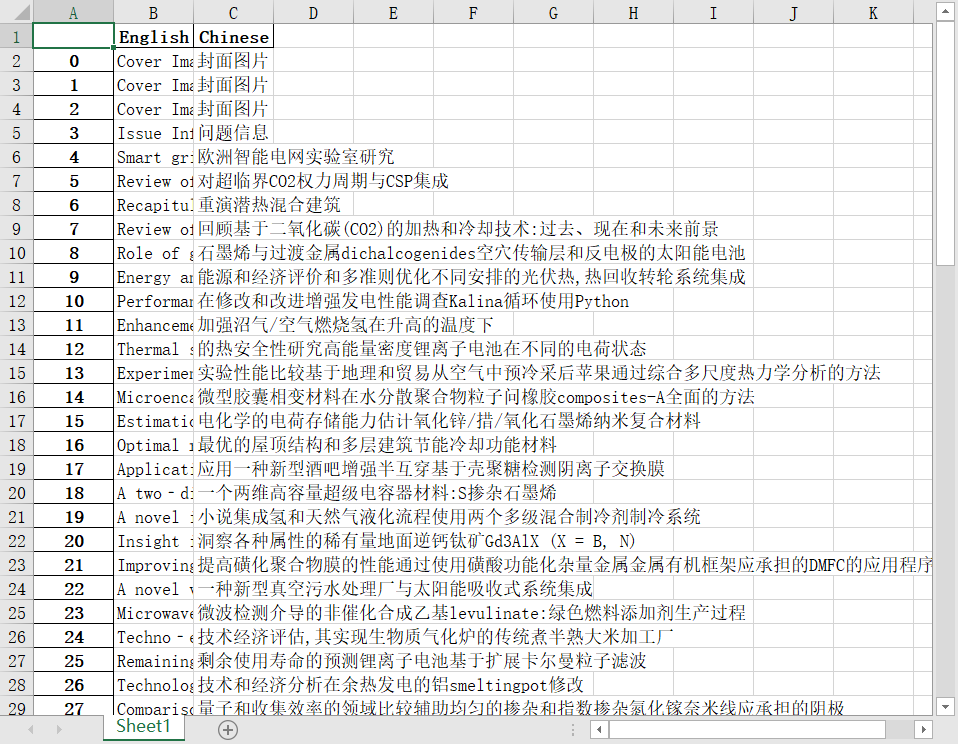 A B C D E F G H I J K
1 English Chinese
2 0 Cover Ima 封面图片
3 1 Cover Ima 封面图片
4 2 Cover Ima 封面图片
5 3 Issue Inf 问题信息
6 4 Smart gri 欧洲智能电网实验室研究
7 5 Review of 对超临界CO2权力周期与CSP集成
8 6 Recapitul 重演潜热混合建筑
9 7 Review of 回顾基于二氧化碳(CO2)的加热和冷却技术:过去、现在和未来前景
10 8 Role of g 石墨烯与过渡金属dichalcogenides空穴传输层和反电极的太阳能电池
11 9 Energy an 能源和经济评价和多准则优化不同安排的光伏热,热回收转轮系统集成
12 10 Performan 在修改和改进增强发电性能调查Kalina循环使用Python
13 11 Enhanceme 加强沼气/空气燃烧氢在升高的温度下
14 12 Thermal s 的热安全性研究高能量密度锂离子电池在不同的电荷状态
15 13 Experimen 实验性能比较基于地理和贸易从空气中预冷采后苹果通过综合多尺度热力学分析的方法
16 14 Microenca 微型胶囊相变材料在水分散聚合物粒子问橡胶composites-A全面的方法
17 15 Estimatic 电化学的电荷存储能力估计氧化锌/措/氧化石墨烯纳米复合材料
18 16 Optimal r 最优的屋顶结构和多层建筑节能冷却功能材料
19 17 Applicati 应用一种新型酒吧增强半互穿基于壳聚糖检测阴离子交换膜
20 18 A two‐di 一个两维高容量超级电容器材料:S掺杂石墨烯
21 19 A novel i 小说集成氢和天然气液化流程使用两个多级混合制冷剂制冷系统
22 20 Insight i 洞察各种属性的稀有量地面逆钙钛矿Gd3AlX (X = B, N)
23 21 Improving 提高磺化聚合物膜的性能通过使用磺酸功能化杂量金属金属有机框架应承担的DMFC的应用程序
24 22 A novel v 一种新型真空污水处理厂与太阳能吸收式系统集成
25 23 Microwave 微波检测介导的非催化合成乙基levulinate:绿色燃料添加剂生产过程
26 24 Techno‐e 技术经济评估,其实现生物质气化炉的传统煮半熟大米加工厂
27 25 Remaining 剩余使用寿命的预测锂离子电池基于扩展卡尔曼粒子滤波
28 26 Technolog 技术和经济分析在余热发电的铝smeltingpot修改
29 27 Compariso 量子和收集效率的领域比较辅助均匀的掺杂和指数掺杂氮化镓奈米线应承担的阴极
Sheet1